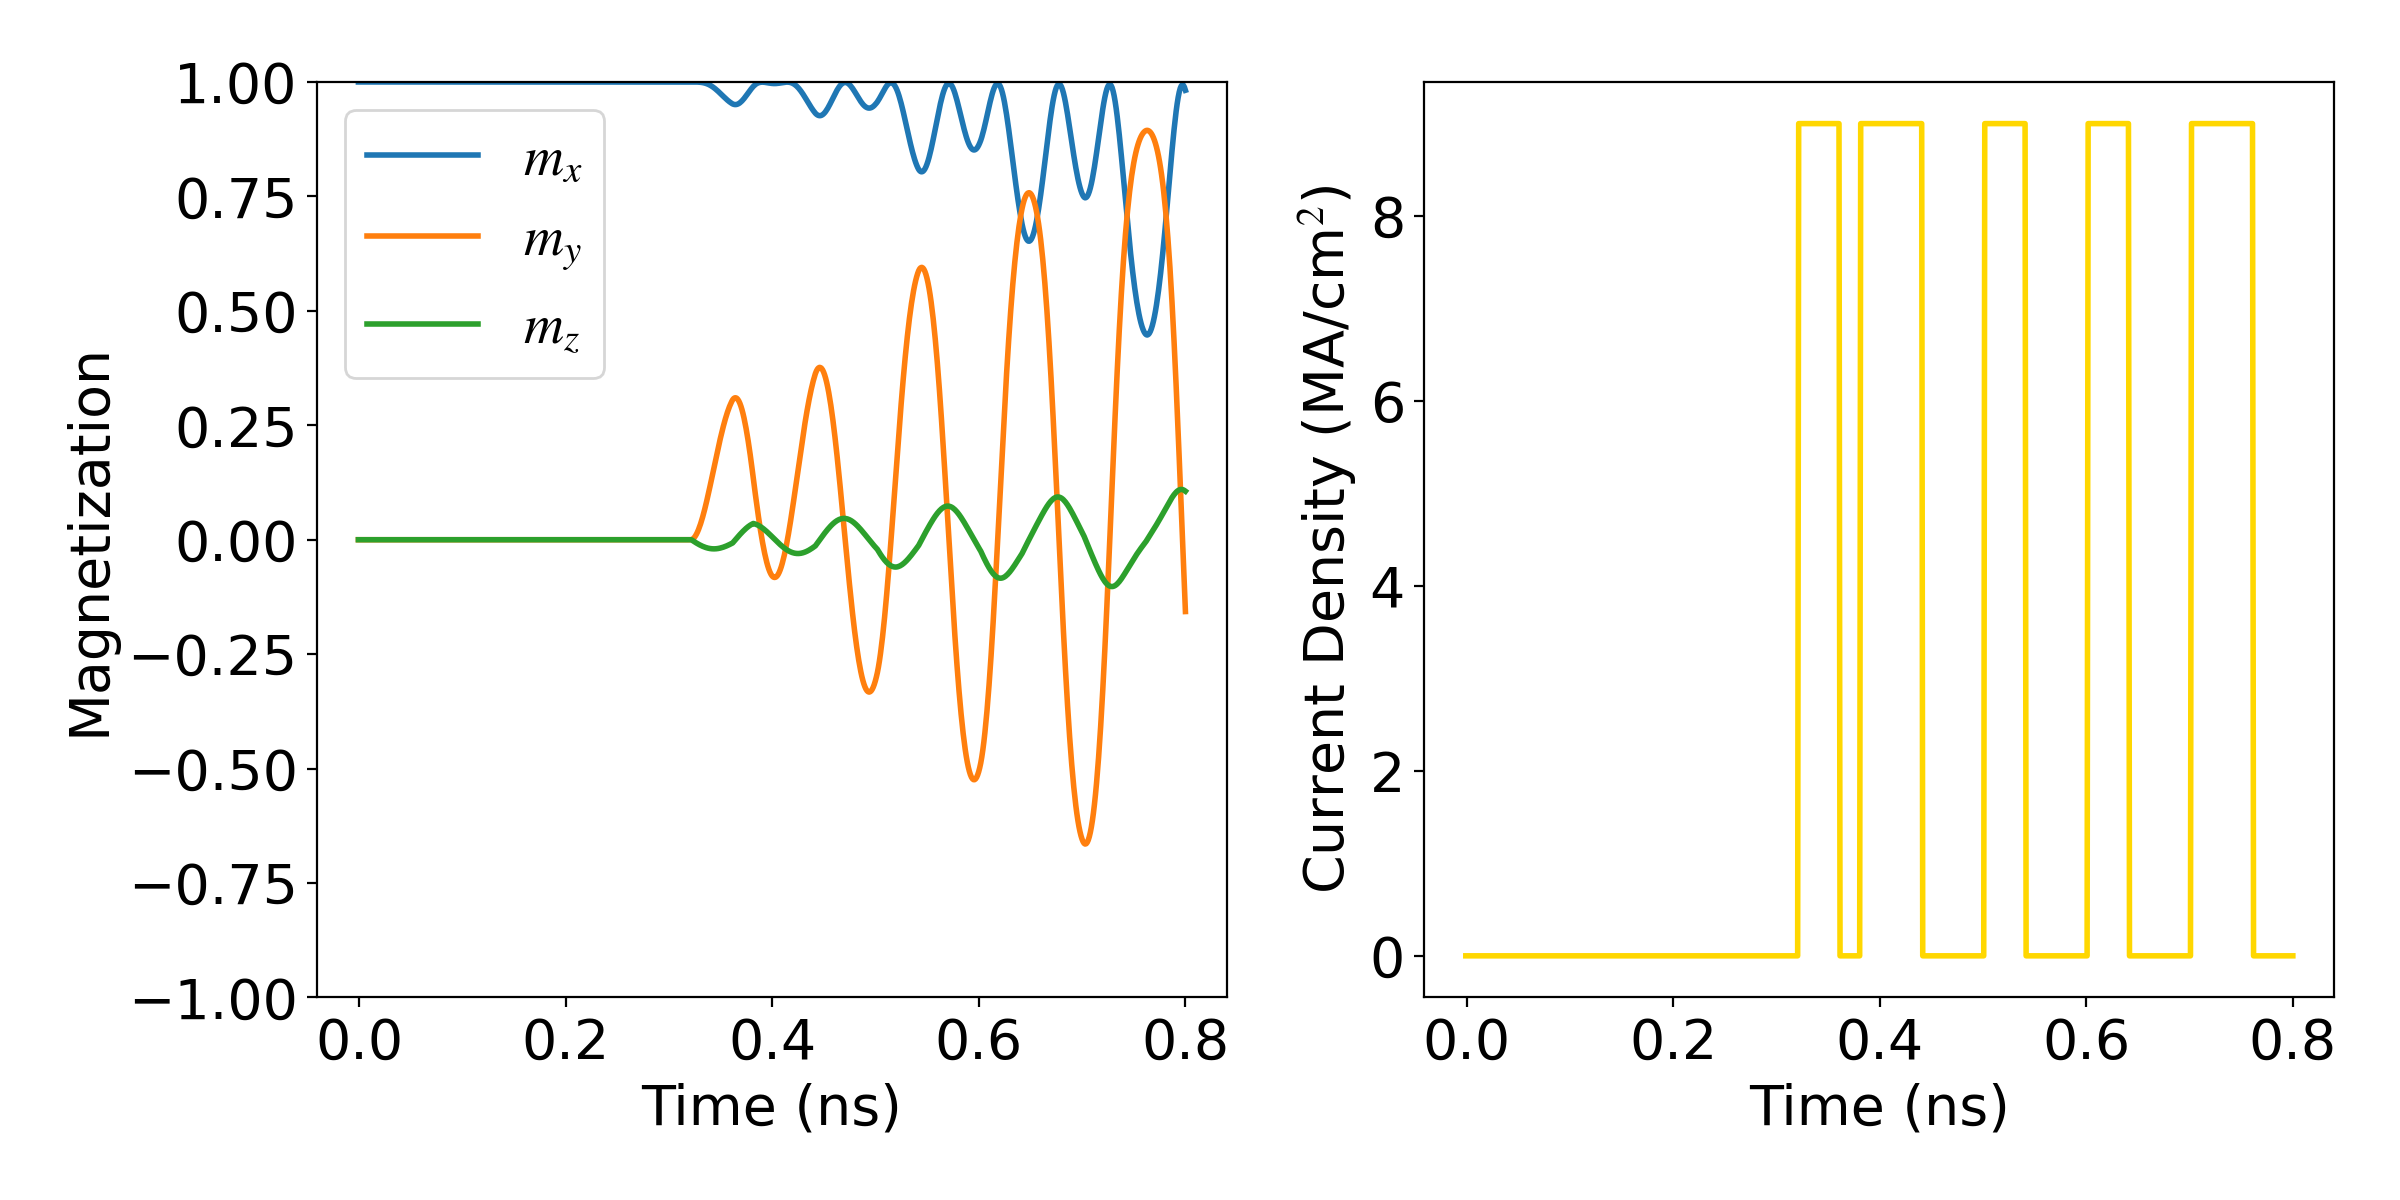 1.00
0.75
0.50
0.25
0.00
−0.25
−0.50
−0.75
−1.00
Magnetization
m_x
m_y
m_z
0.0 0.2 0.4 0.6 0.8
Time (ns)
8
6
4
2
0
Current Density (MA/cm²)
0.0 0.2 0.4 0.6 0.8
Time (ns)